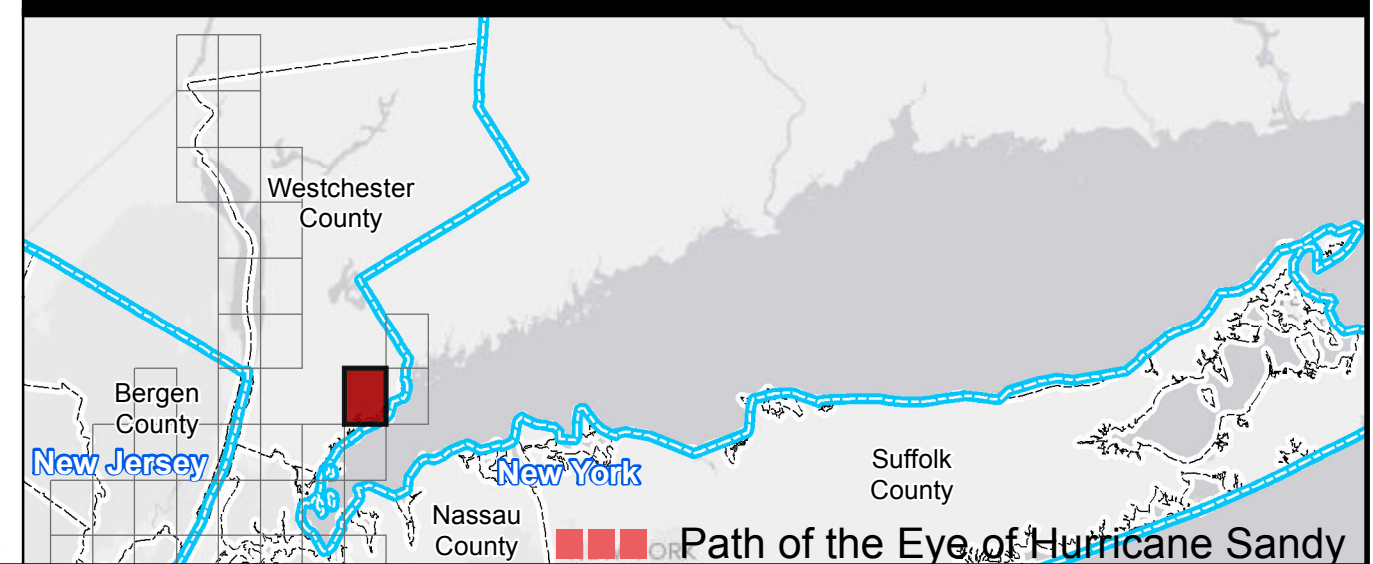 Westchester
County
Bergen
County
New Jersey
New York
Suffolk
County
Nassau
County
Path of the Eye of Hurricane Sandy